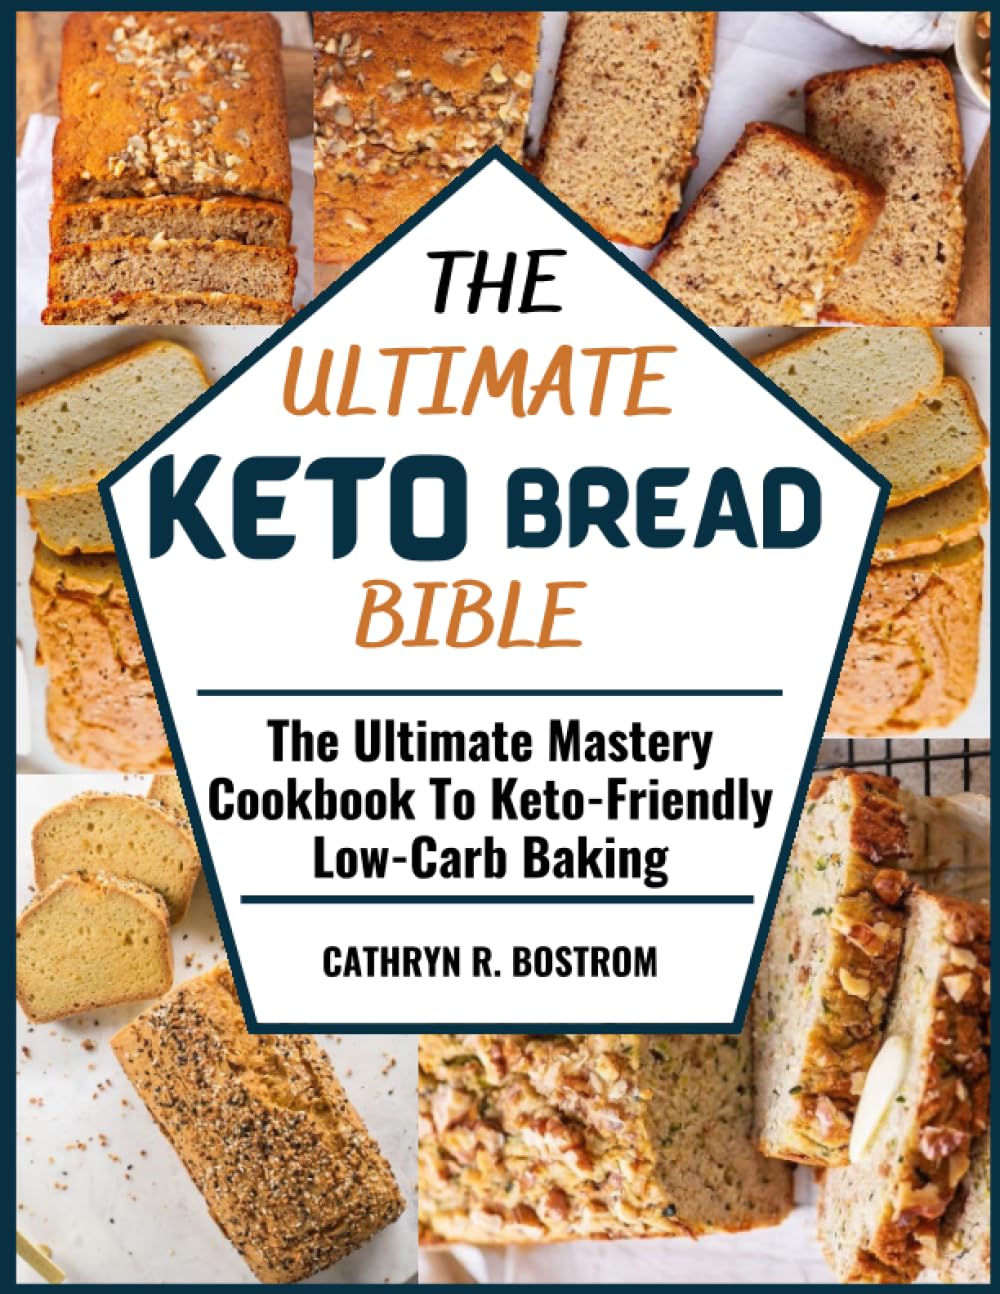 THE
ULTIMATE
KETO BREAD
BIBLE
The Ultimate Mastery
Cookbook To Keto-Friendly
Low-Carb Baking
CATHRYN R. BOSTROM